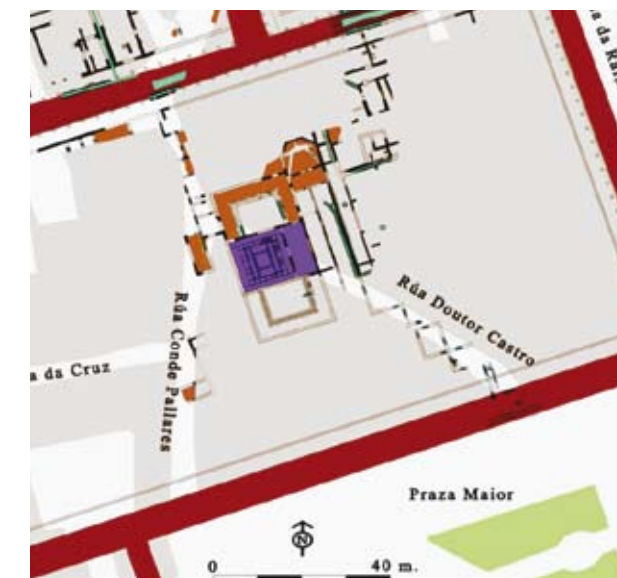 a da Ra
Rúa Doutor Castro
Rúa Conde Pallares
a da Cruz
Praza Maior
N
0 40 m.